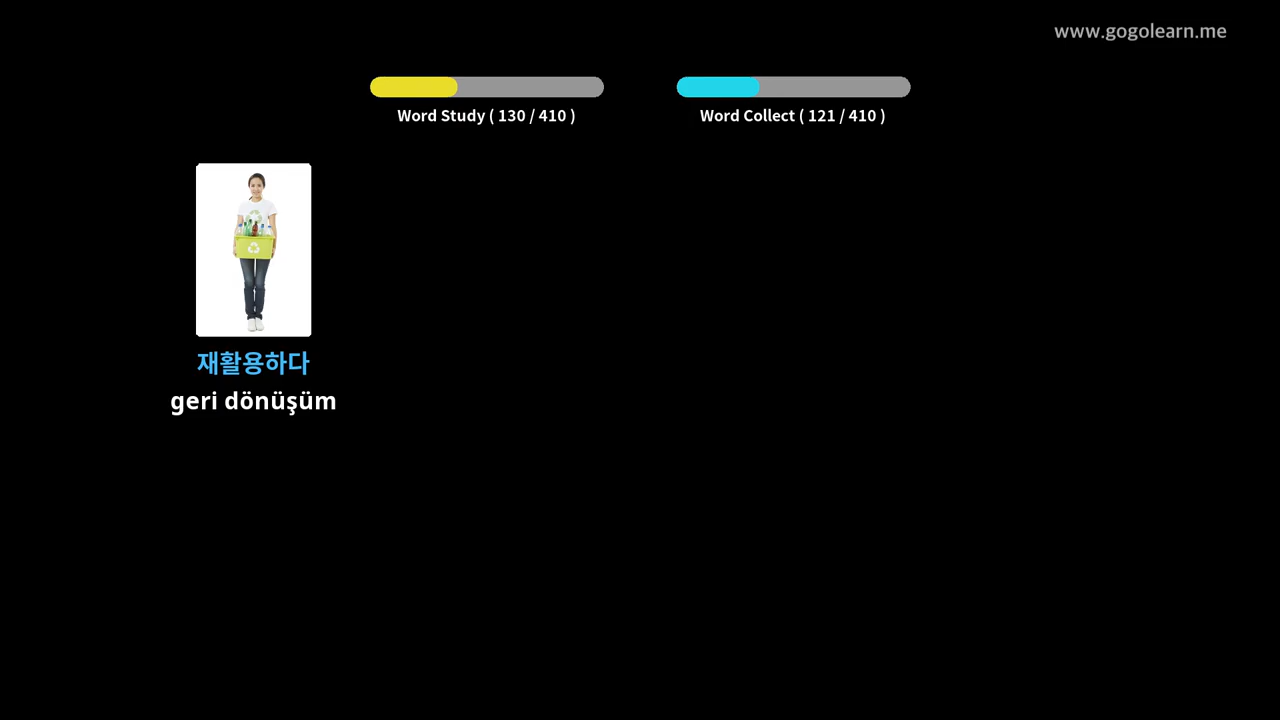 www.gogolearn.me
Word Study ( 130 / 410 )
Word Collect ( 121 / 410 )
재활용하다
geri dönüşüm